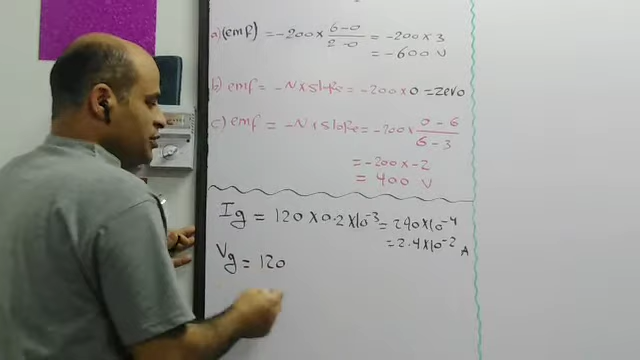 a) (emf) = -200 × 6-0 / 2-0 = -200 × 3
= -600 V
b) emf = -N × slope = -200 × 0 = Zero
c) emf = -N × slope = -200 × 0 - 6 / 6 - 3
= -200 × -2
= 400 V
Ig = 120 × 0.2 × 10⁻³ = 240 × 10⁻⁴
= 2.4 × 10⁻² A
Vg = 120